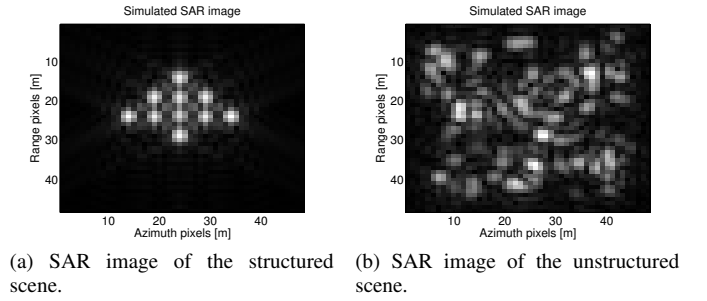 Simulated SAR image
10
20
30
40
Range pixels [m]
10 20 30 40
Azimuth pixels [m]
(a) SAR image of the structured
scene.
Simulated SAR image
10
20
30
40
Range pixels [m]
10 20 30 40
Azimuth pixels [m]
(b) SAR image of the unstructured
scene.